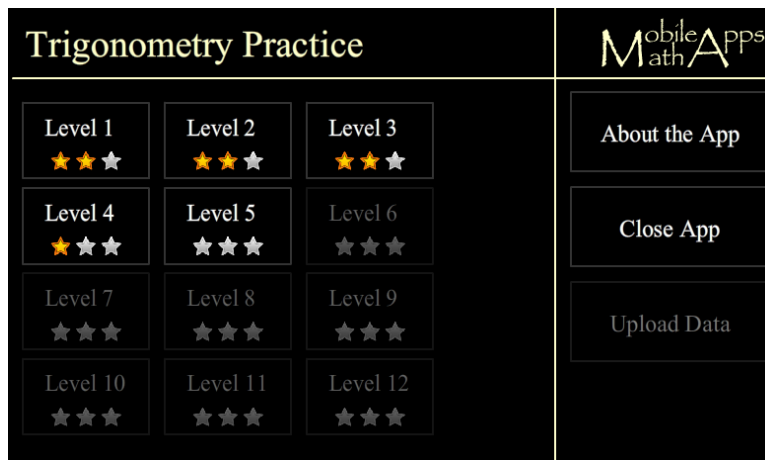 Trigonometry Practice
Mobile Math Apps
Level 1
Level 2
Level 3
Level 4
Level 5
Level 6
Level 7
Level 8
Level 9
Level 10
Level 11
Level 12
About the App
Close App
Upload Data